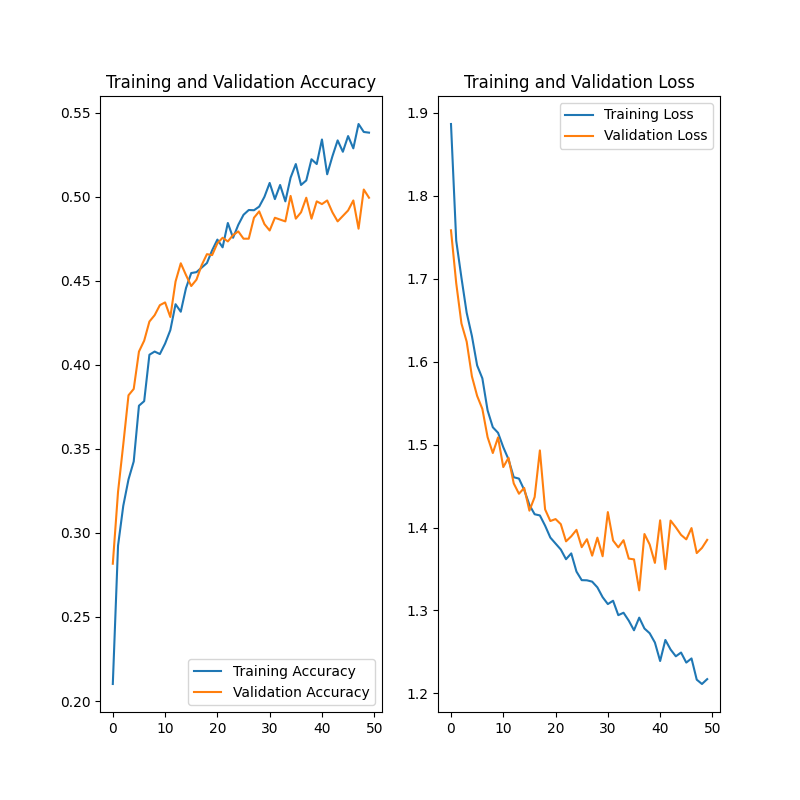 Training and Validation Accuracy
0.55
0.50
0.45
0.40
0.35
0.30
0.25
0.20
0 10 20 30 40 50
Training Accuracy
Validation Accuracy
Training and Validation Loss
1.9
1.8
1.7
1.6
1.5
1.4
1.3
1.2
0 10 20 30 40 50
Training Loss
Validation Loss